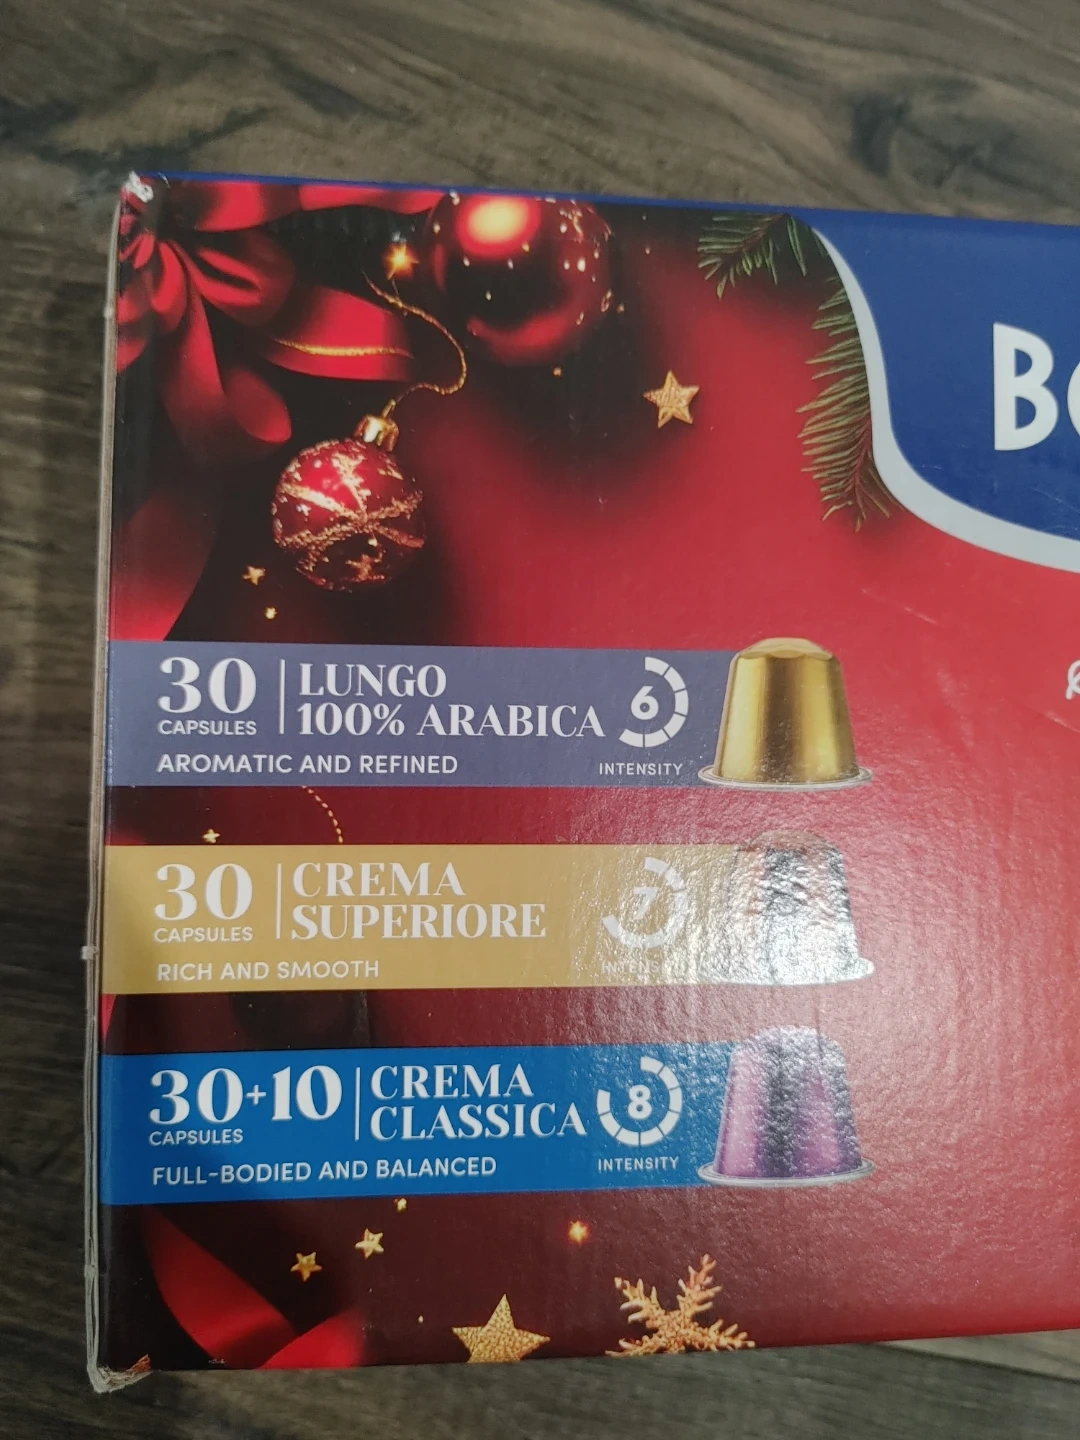 30
CAPSULES
LUNGO
100% ARABICA
AROMATIC AND REFINED
6
INTENSITY
30
CAPSULES
CREMA
SUPERIORE
RICH AND SMOOTH
7
INTENSITY
30+10
CAPSULES
CREMA
CLASSICA
FULL-BODIED AND BALANCED
8
INTENSITY